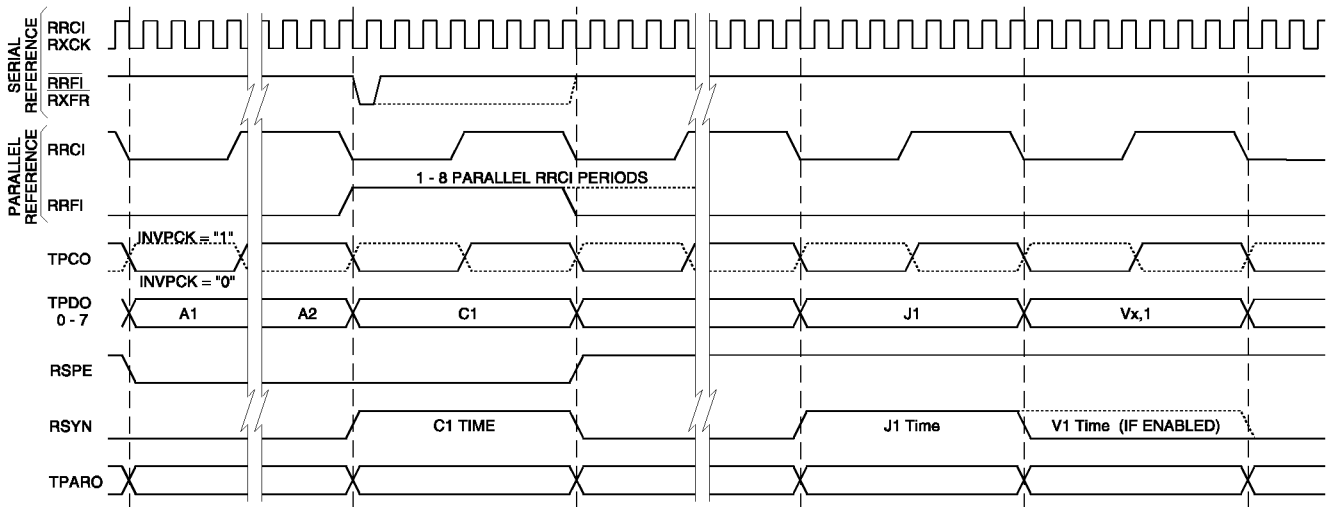 SERIAL
REFERENCE
RRCI
RXCK
RRFI
RXFR
PARALLEL
REFERENCE
RRCI
1 - 8 PARALLEL RRCI PERIODS
RRFI
INVPCK = "1"
TPCO
INVPCK = "0"
TPDO
0 - 7
A1 A2 C1 J1 Vx,1
RSPE
RSYN C1 TIME J1 Time V1 Time (IF ENABLED)
TPARO